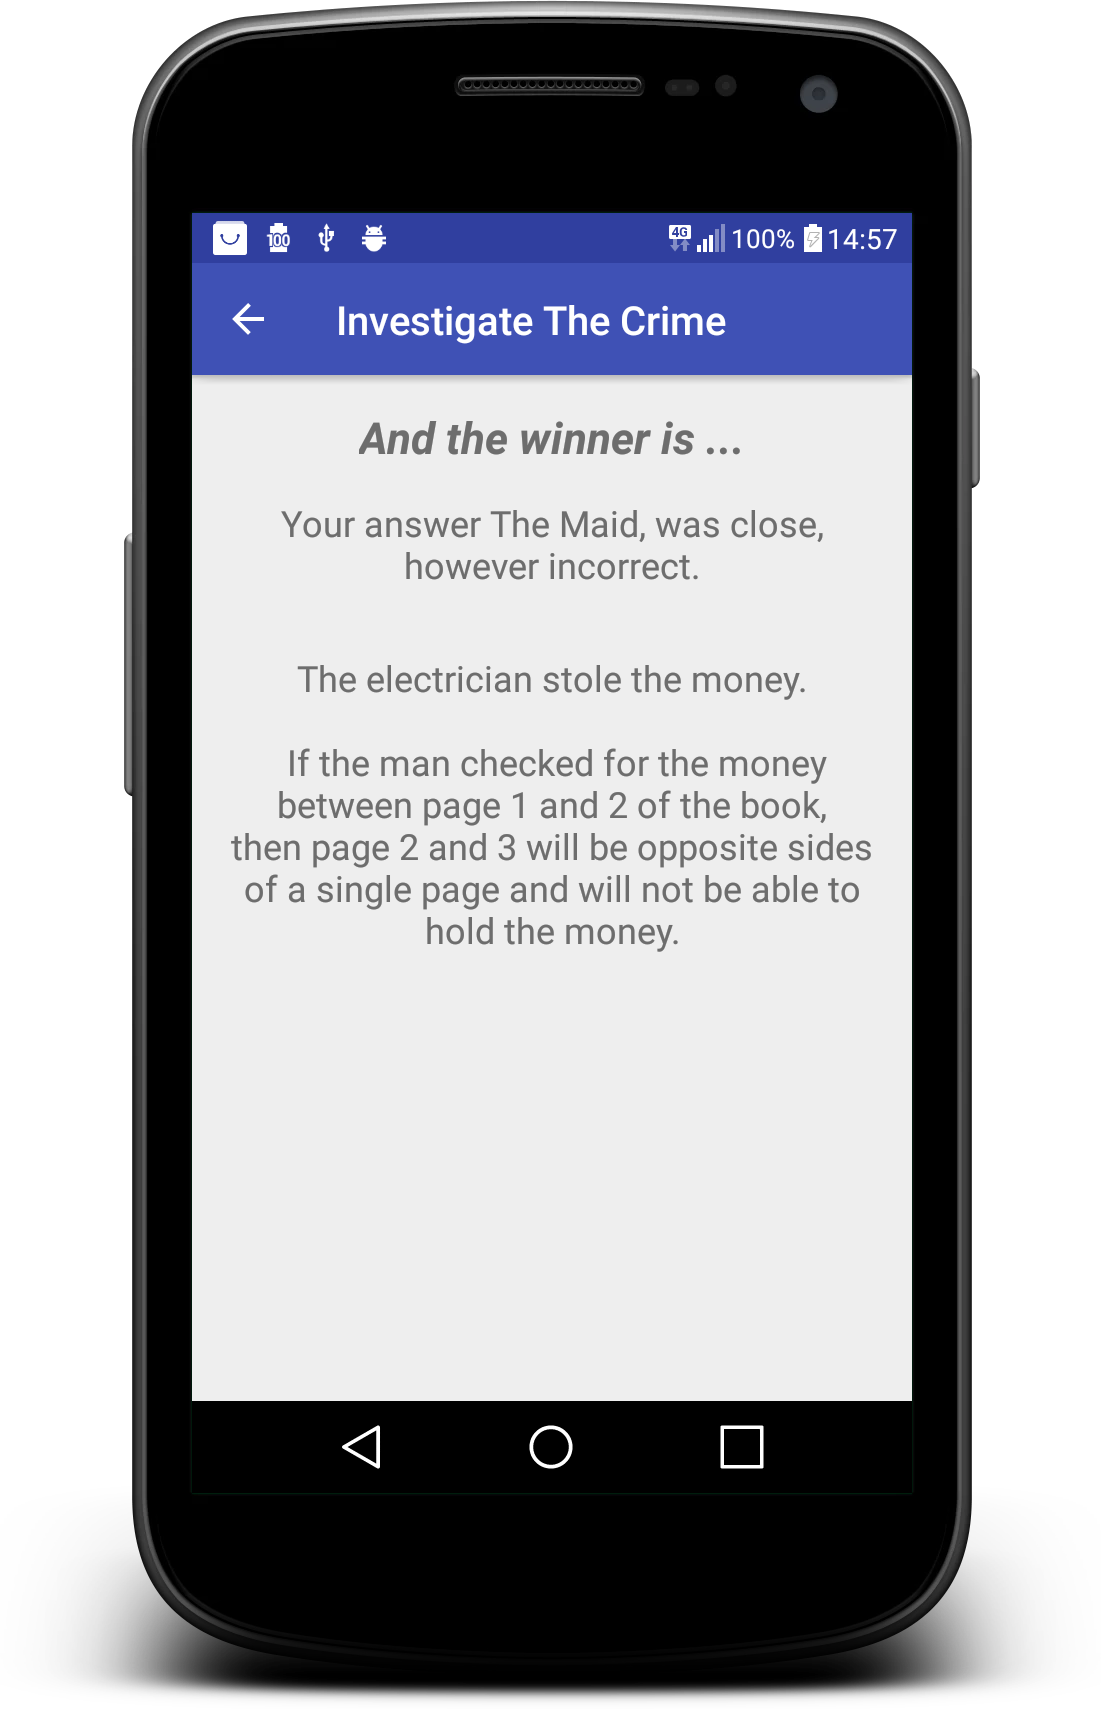 100 4G 100% 14:57
Investigate The Crime
And the winner is ...
Your answer The Maid, was close,
however incorrect.
The electrician stole the money.
If the man checked for the money
between page 1 and 2 of the book,
then page 2 and 3 will be opposite sides
of a single page and will not be able to
hold the money.